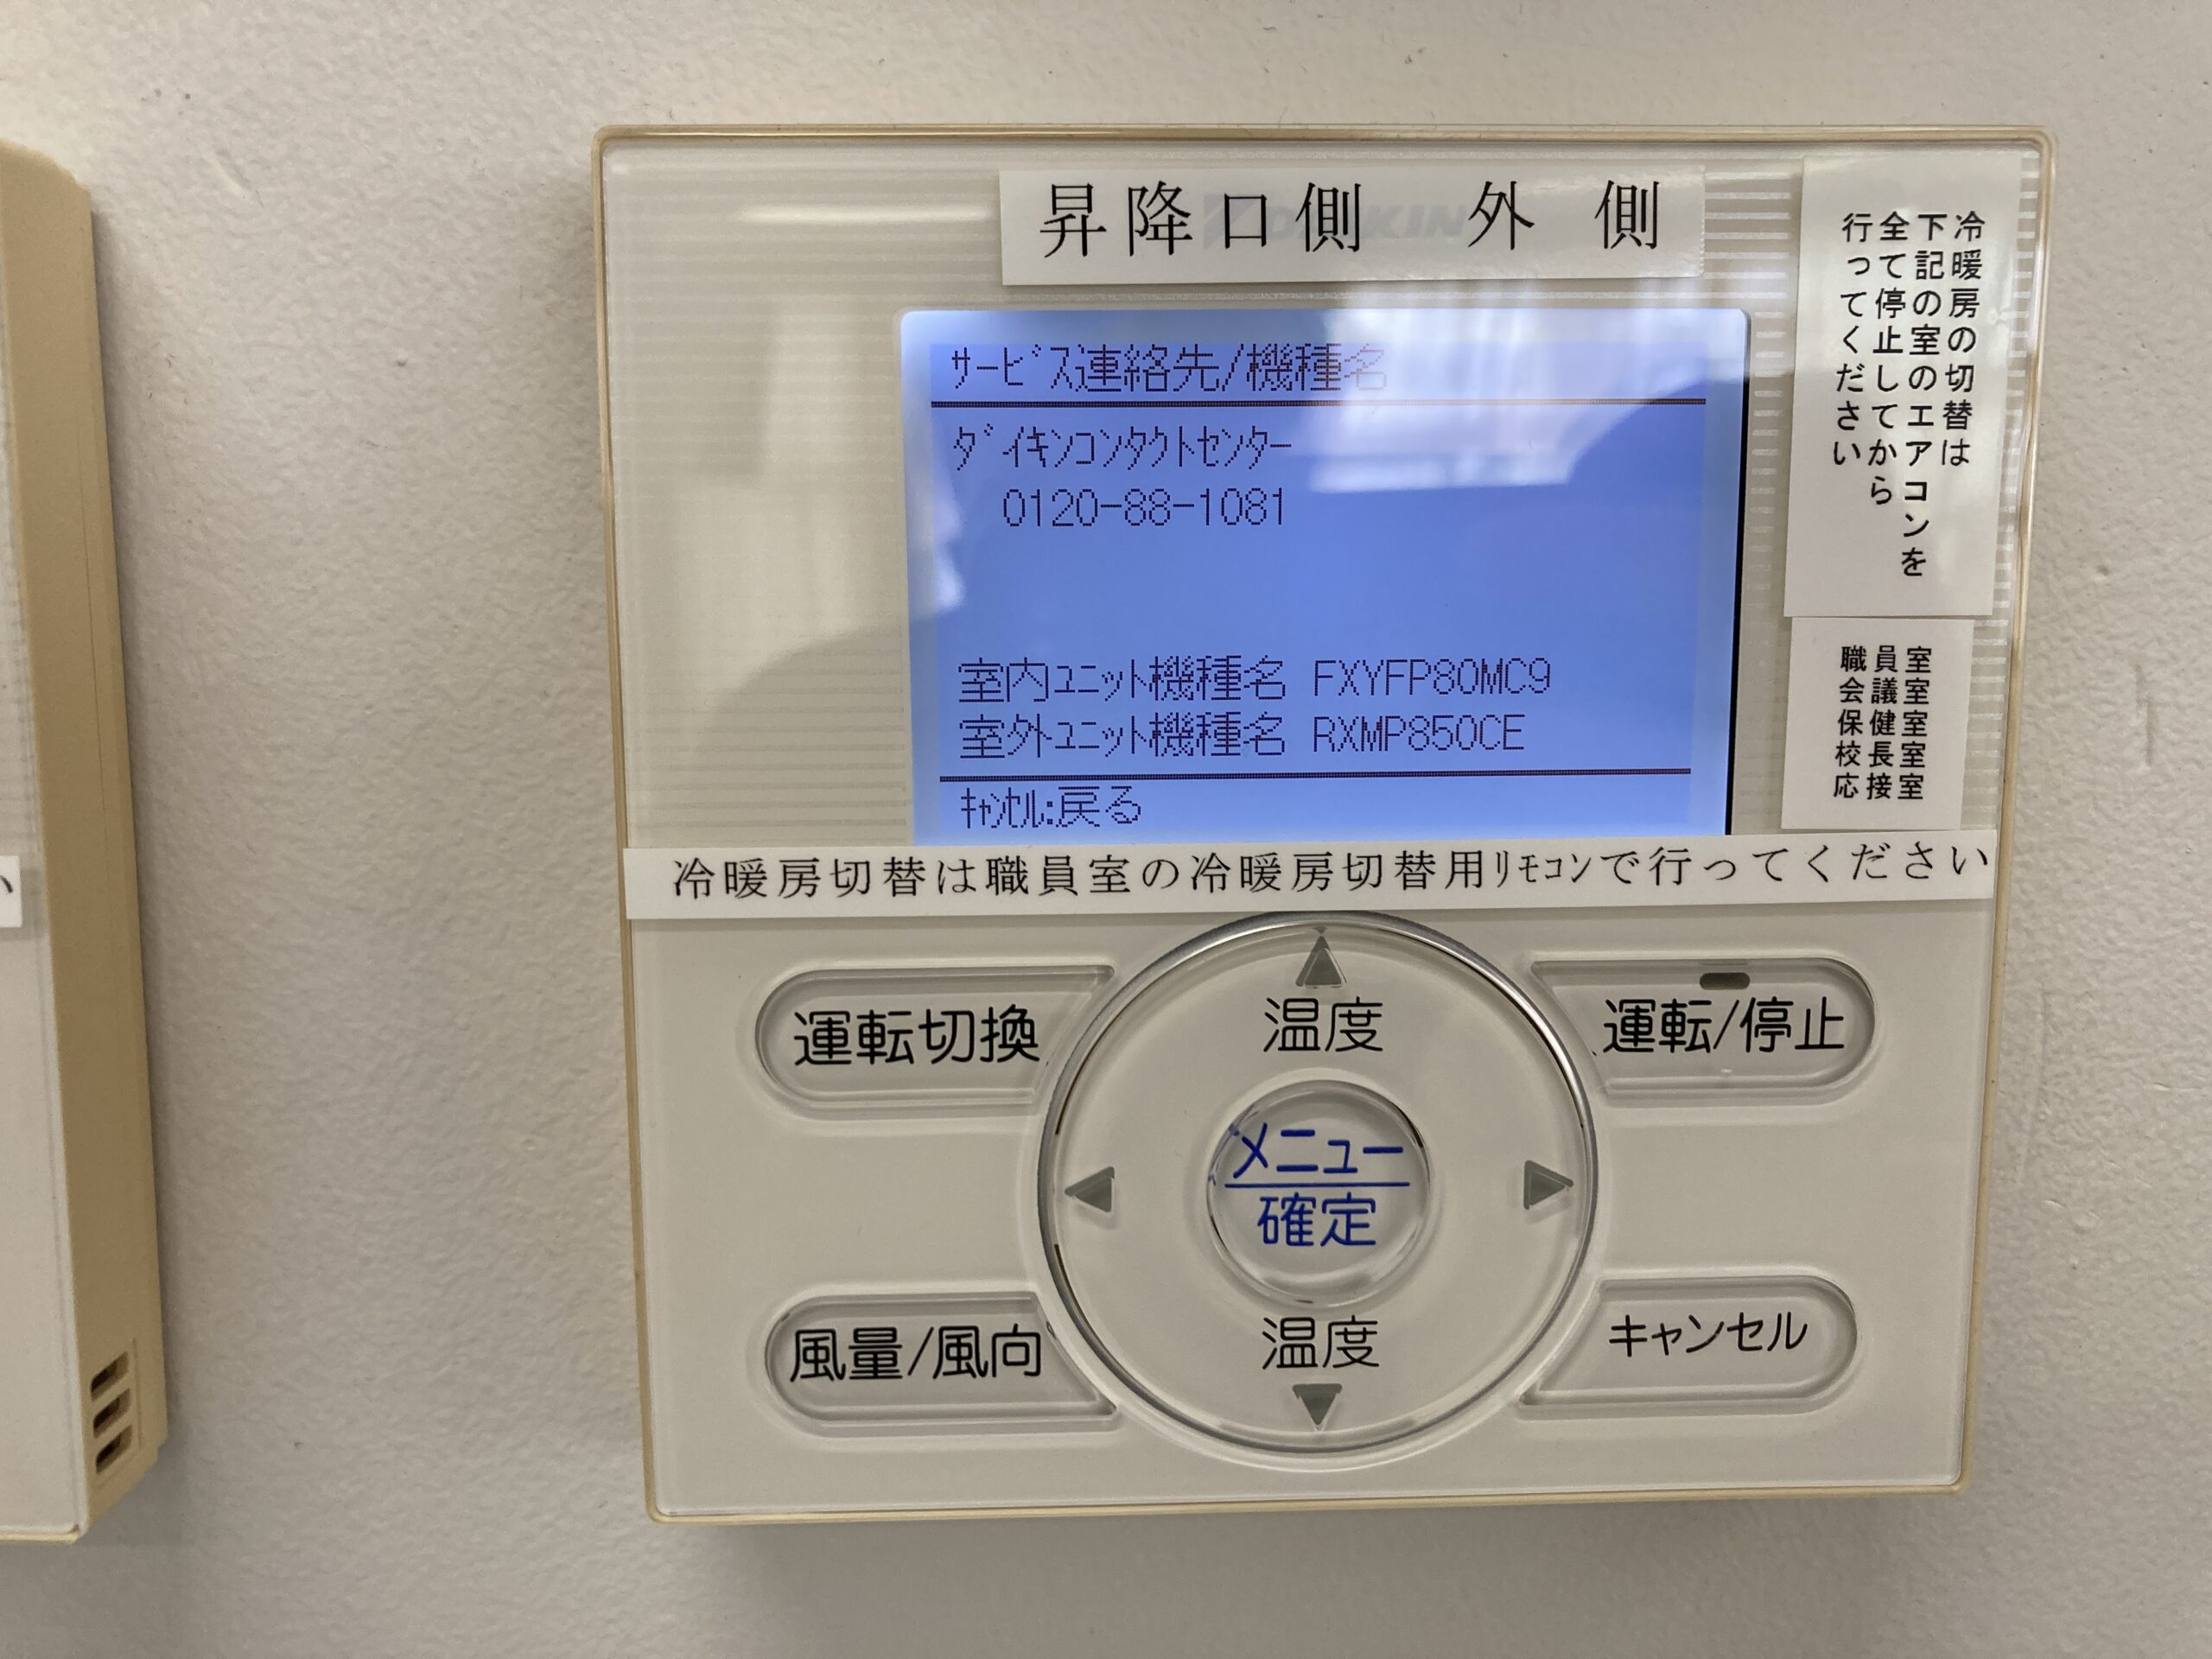 昇降口側　外　側
冷暖房の切替は
下記の室のエアコンを
全て停止してから
行ってください
職員室
会議室
保健室
校長室
応接室
ｻｰﾋﾞｽ連絡先/機種名
ﾀﾞｲｷﾝｺﾝﾀｸﾄｾﾝﾀｰ
0120-88-1081
室内ﾕﾆｯﾄ機種名 FXYFP80MC9
室外ﾕﾆｯﾄ機種名 RXMP850CE
ｷｬﾝｾﾙ:戻る
冷暖房切替は職員室の冷暖房切替用ﾘﾓｺﾝで行ってください
運転切換
温度
運転/停止
メニュー
確定
風量/風向
温度
キャンセル
い